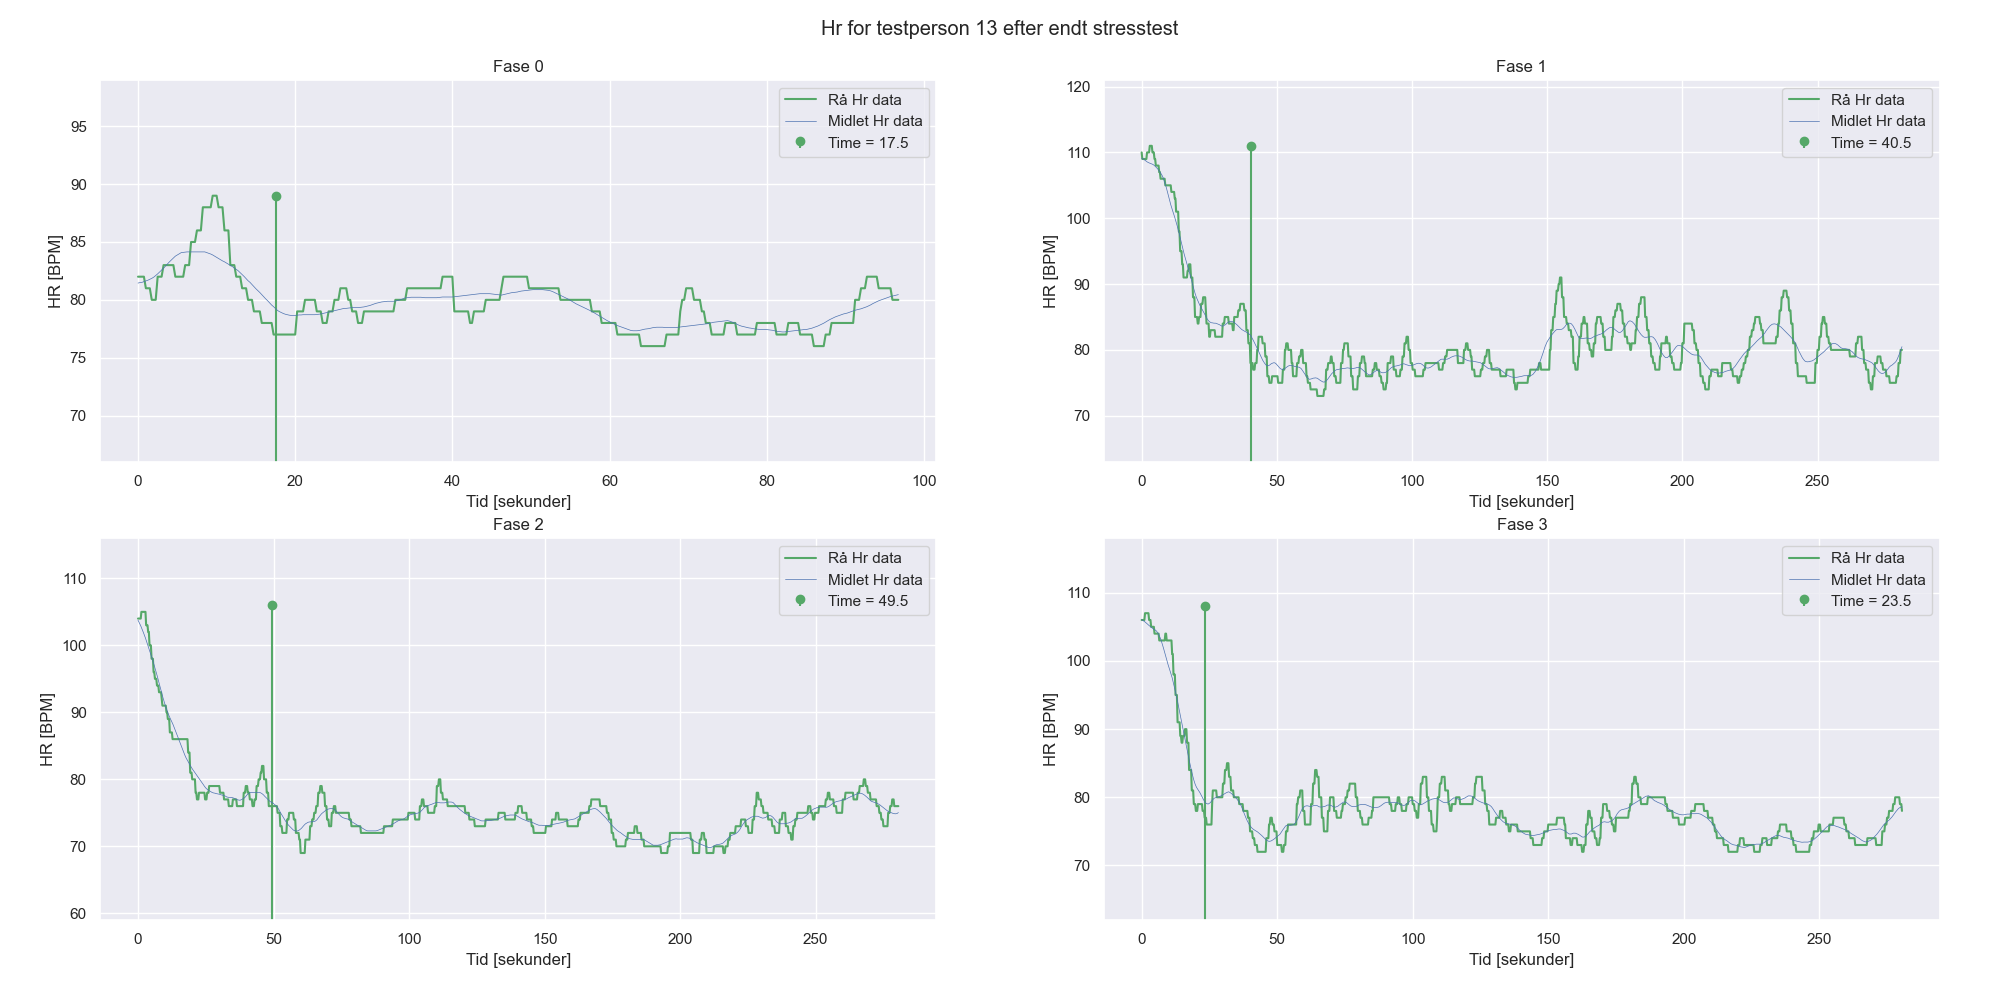 Hr for testperson 13 efter endt stresstest
Fase 0
HR [BPM]
95
90
85
80
75
70
Rå Hr data
Midlet Hr data
Time = 17.5
0 20 40 60 80 100
Tid [sekunder]
Fase 1
HR [BPM]
120
110
100
90
80
70
Rå Hr data
Midlet Hr data
Time = 40.5
0 50 100 150 200 250
Tid [sekunder]
Fase 2
HR [BPM]
110
100
90
80
70
60
Rå Hr data
Midlet Hr data
Time = 49.5
0 50 100 150 200 250
Tid [sekunder]
Fase 3
HR [BPM]
110
100
90
80
70
Rå Hr data
Midlet Hr data
Time = 23.5
0 50 100 150 200 250
Tid [sekunder]